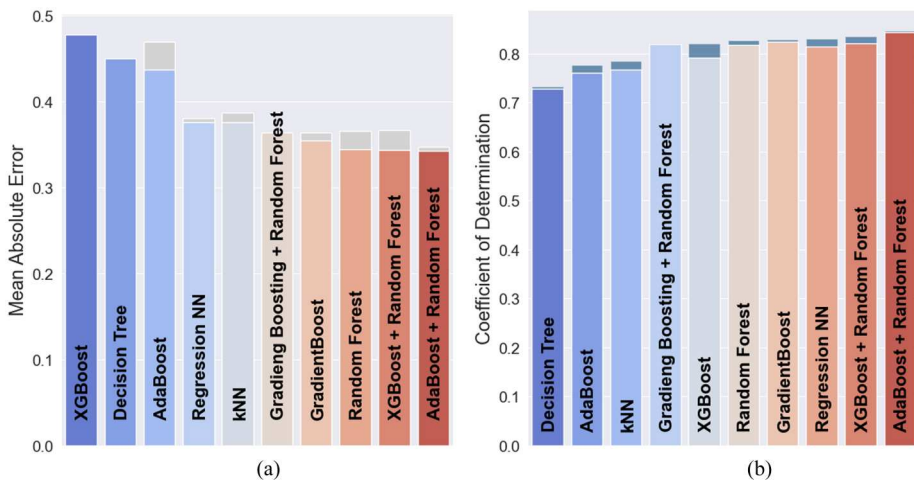 0.5
0.4
0.3
0.2
0.1
0.0
Mean Absolute Error
XGBoost
Decision Tree
AdaBoost
Regression NN
kNN
Gradieng Boosting + Random Forest
GradientBoost
Random Forest
XGBoost + Random Forest
AdaBoost + Random Forest
(a)
0.8
0.7
0.6
0.5
0.4
0.3
0.2
0.1
0.0
Coefficient of Determination
Decision Tree
AdaBoost
kNN
Gradieng Boosting + Random Forest
XGBoost
Random Forest
GradientBoost
Regression NN
XGBoost + Random Forest
AdaBoost + Random Forest
(b)